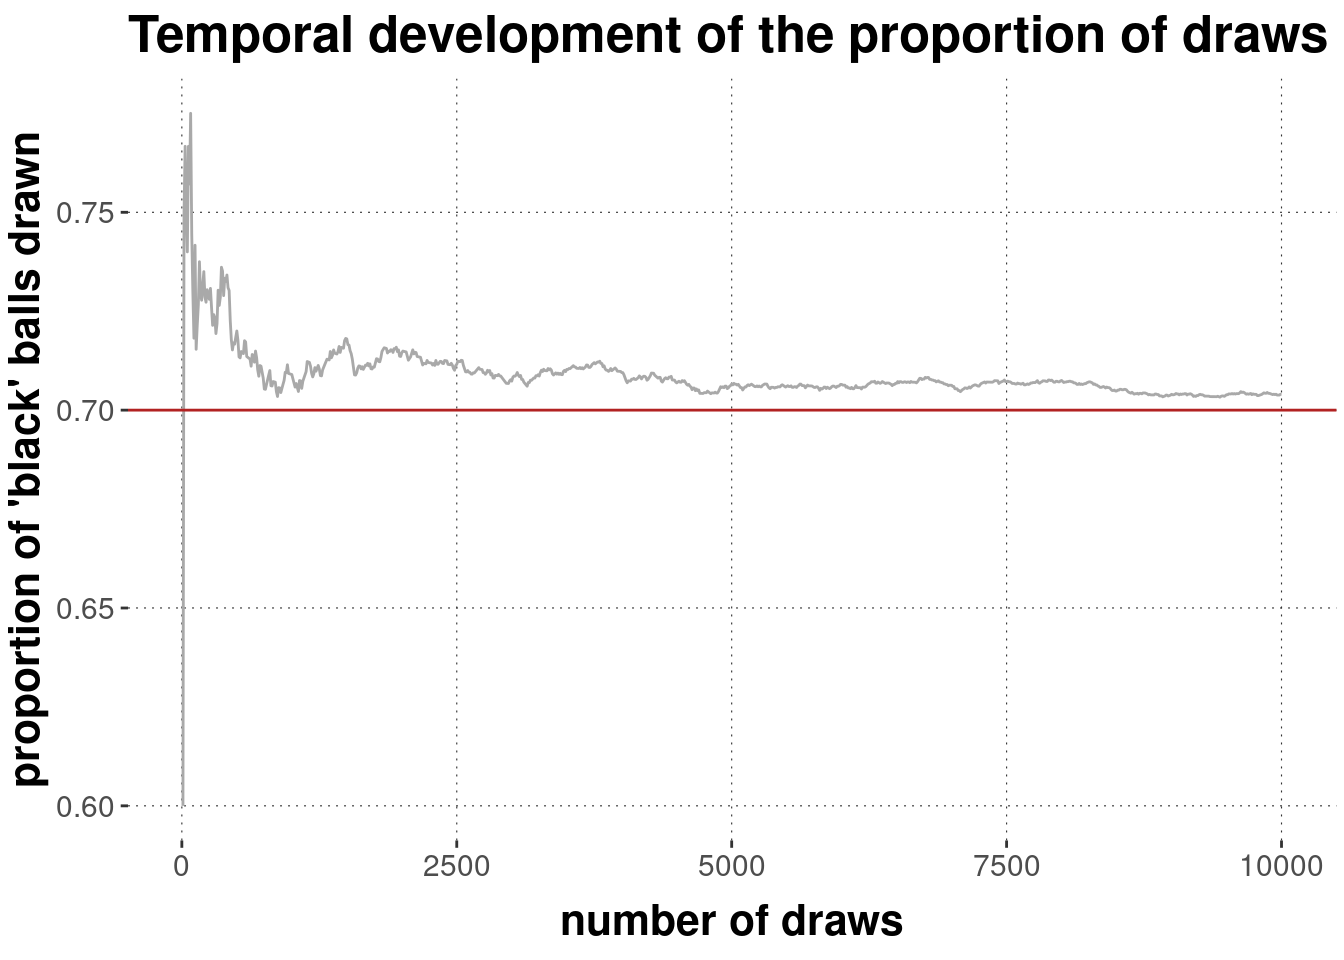 Temporal development of the proportion of draws
proportion of 'black' balls drawn
0.75
0.70
0.65
0.60
0 2500 5000 7500 10000
number of draws